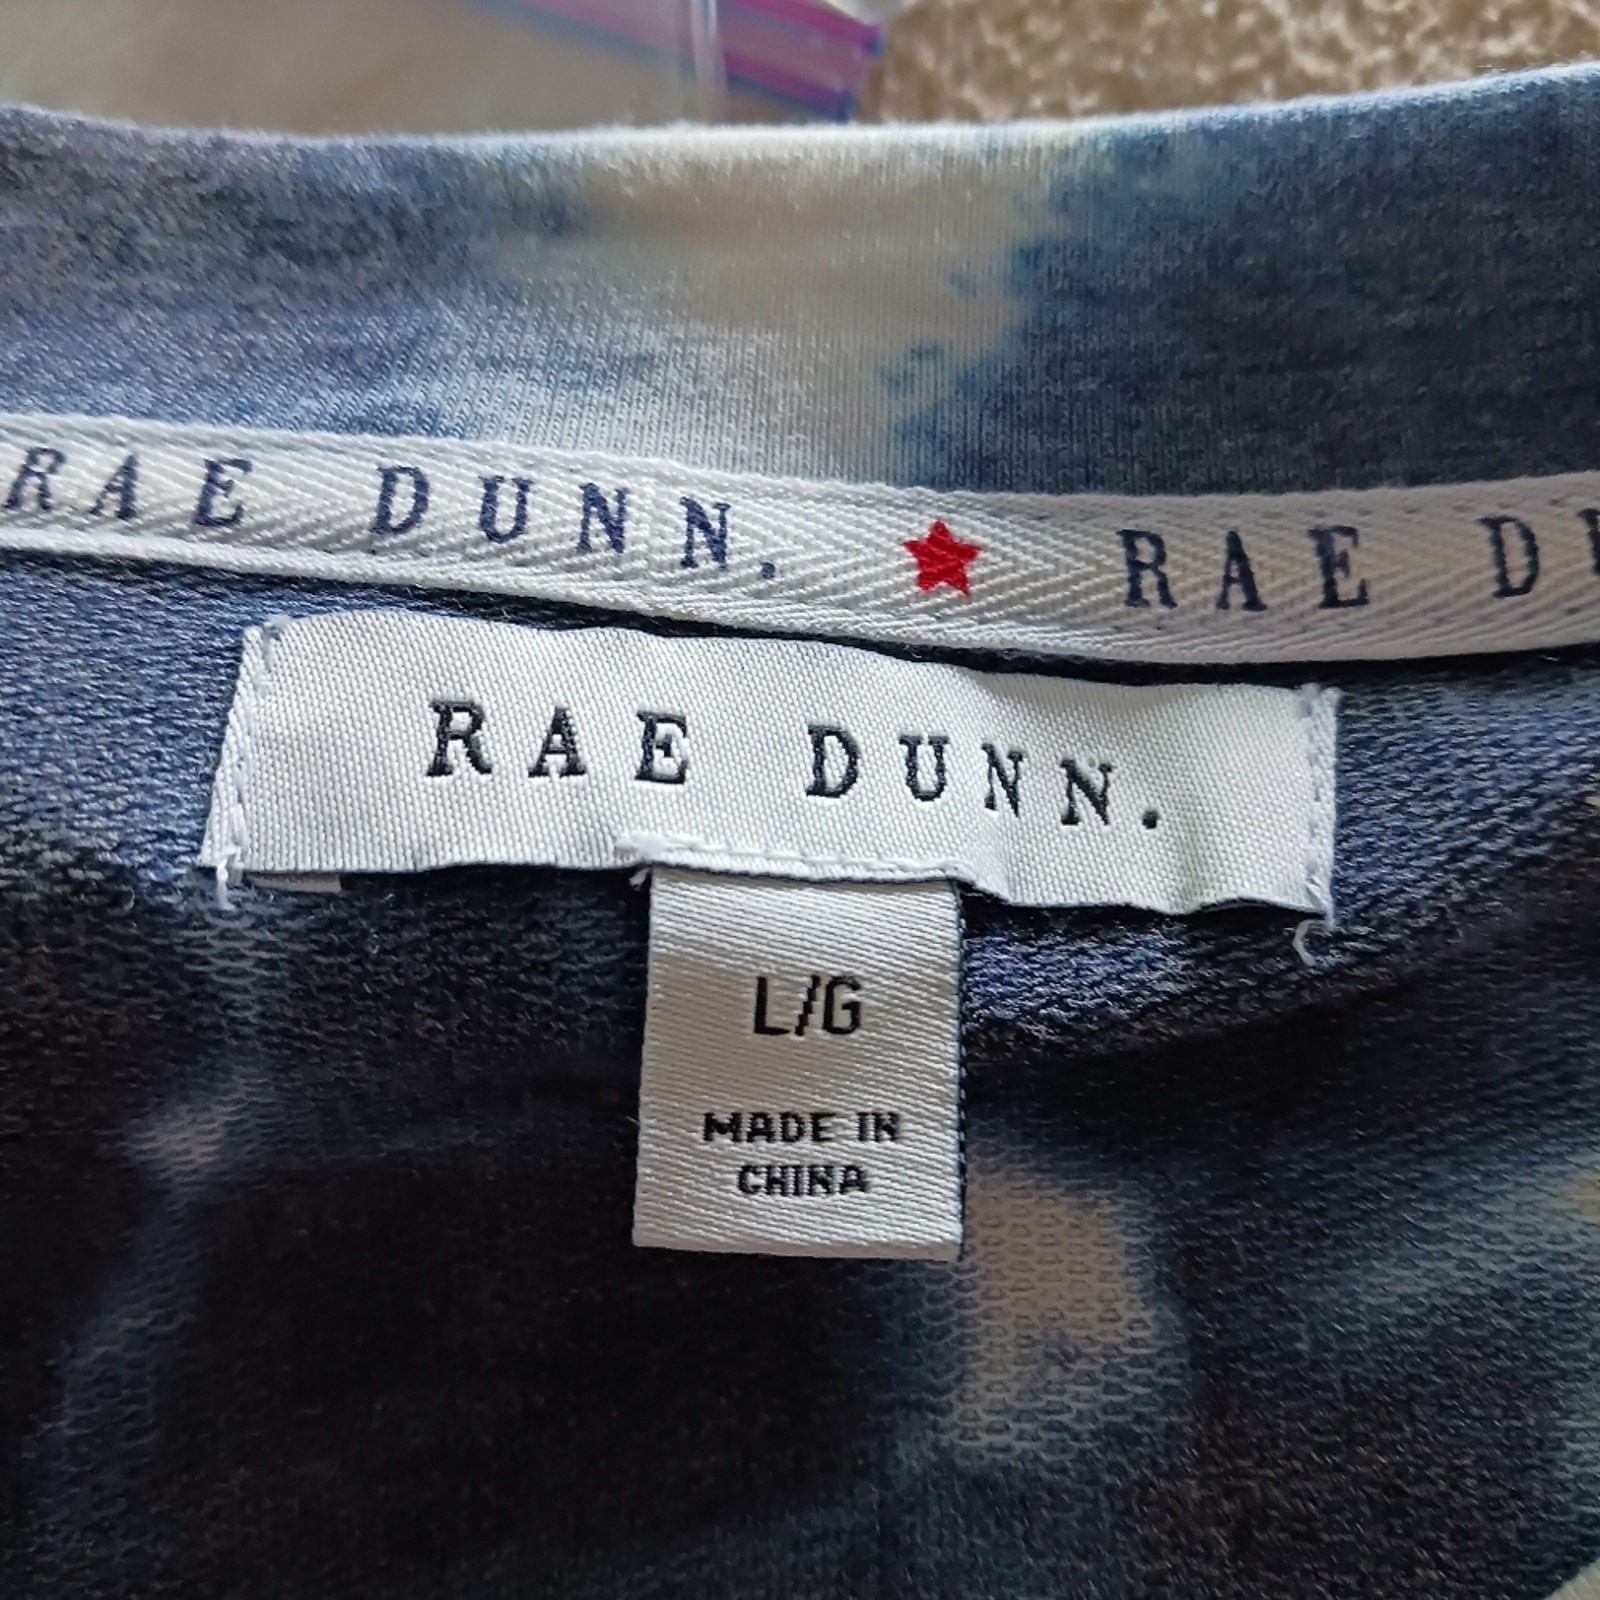 RAE DUNN. ★ RAE D
RAE DUNN.
L/G
MADE IN
CHINA